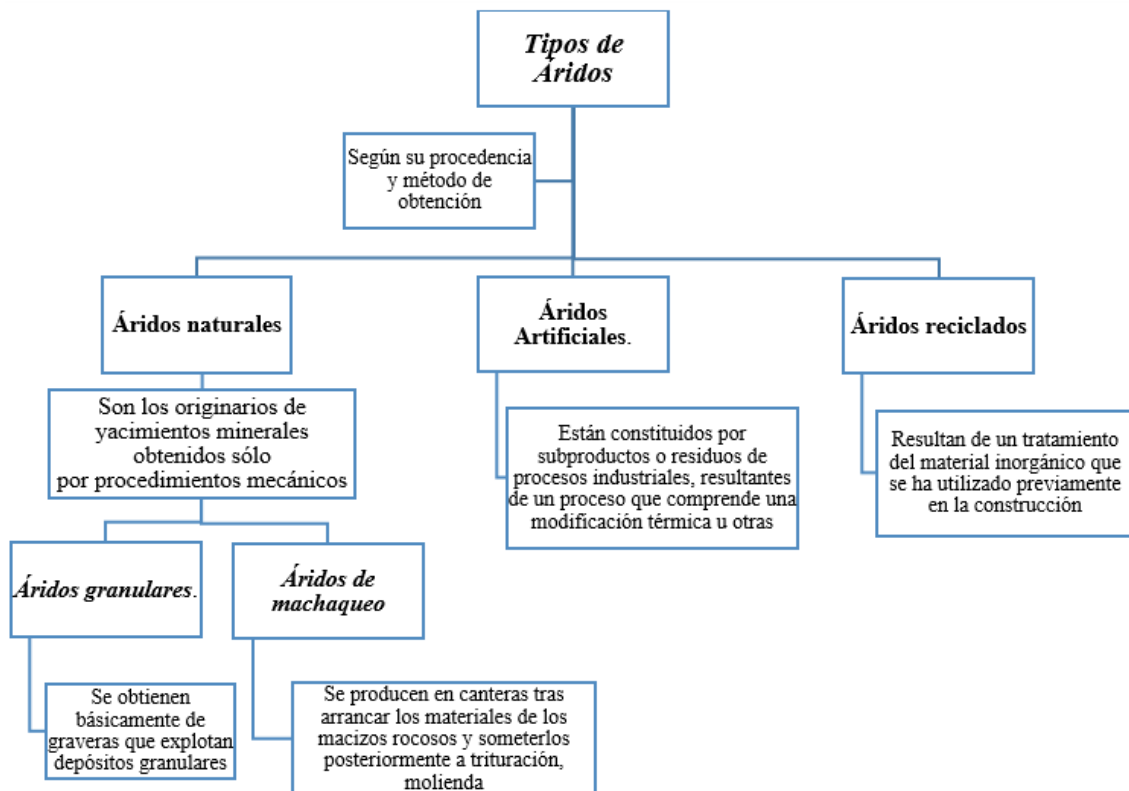 Tipos de
Áridos
Según su procedencia
y método de
obtención
Áridos naturales
Áridos
Artificiales.
Áridos reciclados
Son los originarios de
yacimientos minerales
obtenidos sólo
por procedimientos mecánicos
Están constituidos por
subproductos o residuos de
procesos industriales, resultantes
de un proceso que comprende una
modificación térmica u otras
Resultan de un tratamiento
del material inorgánico que
se ha utilizado previamente
en la construcción
Áridos granulares.
Áridos de
machaqueo
Se obtienen
básicamente de
graveras que explotan
depósitos granulares
Se producen en canteras tras
arrancar los materiales de los
macizos rocosos y someterlos
posteriormente a trituración,
molienda